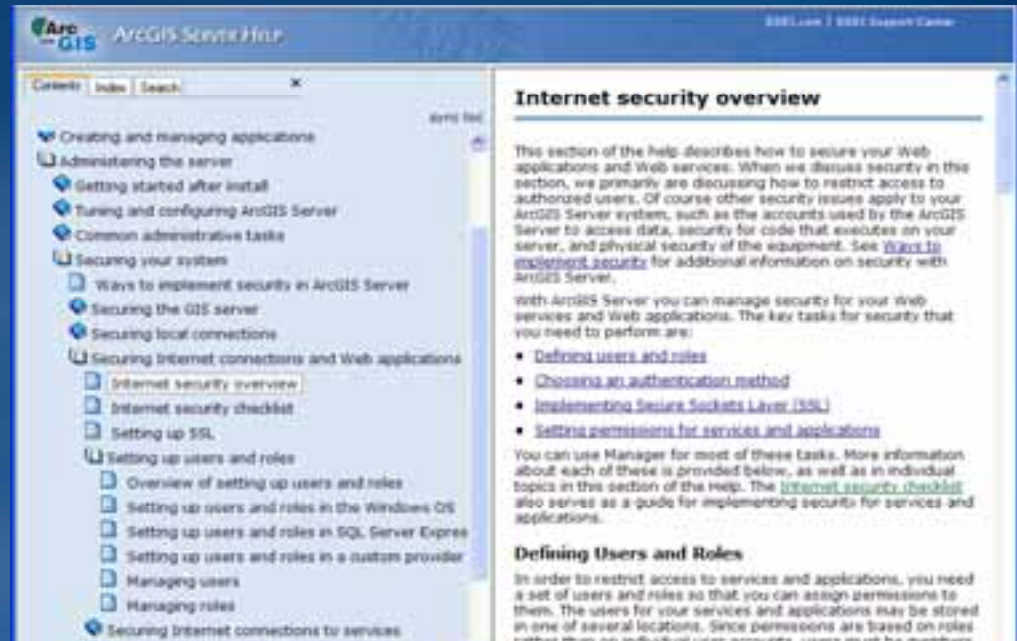 Arc GIS ArcGIS Server Help
ESRI.com | ESRI Support Center
Contents Index Search x
sync toc
Creating and managing applications
Administering the server
Getting started after install
Tuning and configuring ArcGIS Server
Common administrative tasks
Securing your system
Ways to implement security in ArcGIS Server
Securing the GIS server
Securing local connections
Securing Internet connections and Web applications
Internet security overview
Internet security checklist
Setting up SSL
Setting up users and roles
Overview of setting up users and roles
Setting up users and roles in the Windows OS
Setting up users and roles in SQL Server Expres
Setting up users and roles in a custom provider
Managing users
Managing roles
Securing Internet connections to services
Internet security overview
This section of the help describes how to secure your Web
applications and Web services. When we discuss security in this
section, we primarily are discussing how to restrict access to
authorized users. Of course other security issues apply to your
ArcGIS Server system, such as the accounts used by the ArcGIS
Server to access data, security for code that executes on your
server, and physical security of the equipment. See Ways to
implement security for additional information on security with
ArcGIS Server.
With ArcGIS Server you can manage security for your Web
services and Web applications. The key tasks for security that
you need to perform are:
• Defining users and roles
• Choosing an authentication method
• Implementing Secure Sockets Layer (SSL)
• Setting permissions for services and applications
You can use Manager for most of these tasks. More information
about each of these is provided below, as well as in individual
topics in this section of the Help. The Internet security checklist
also serves as a guide for implementing security for services and
applications.
Defining Users and Roles
In order to restrict access to services and applications, you need
a set of users and roles so that you can assign permissions to
them. The users for your services and applications may be stored
in one of several locations. Since permissions are based on roles